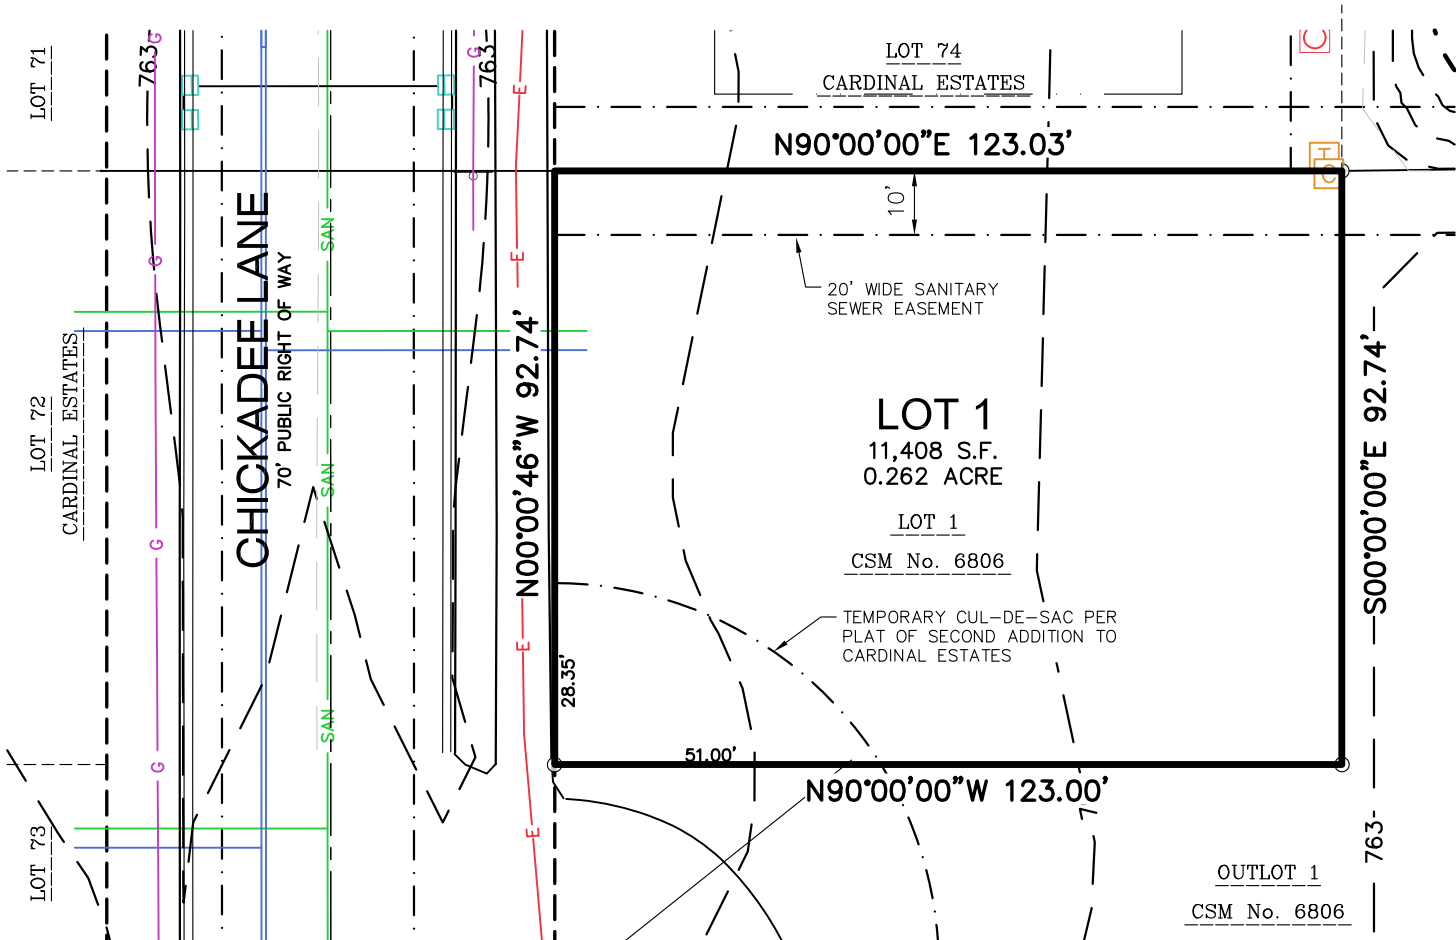 LOT 71
763
G
763
G
E
LOT 74
CARDINAL ESTATES
N90°00'00"E 123.03'
10'
T
C
C
20' WIDE SANITARY
SEWER EASEMENT
CHICKADEE LANE
70' PUBLIC RIGHT OF WAY
SAN
G
E
LOT 72
CARDINAL ESTATES
N00°00'46"W 92.74'
S00°00'00"E 92.74'
LOT 1
11,408 S.F.
0.262 ACRE
LOT 1
CSM No. 6806
SAN
G
TEMPORARY CUL-DE-SAC PER
PLAT OF SECOND ADDITION TO
CARDINAL ESTATES
E
28.35'
51.00'
SAN
G
N90°00'00"W 123.00'
E
LOT 73
763
OUTLOT 1
CSM No. 6806